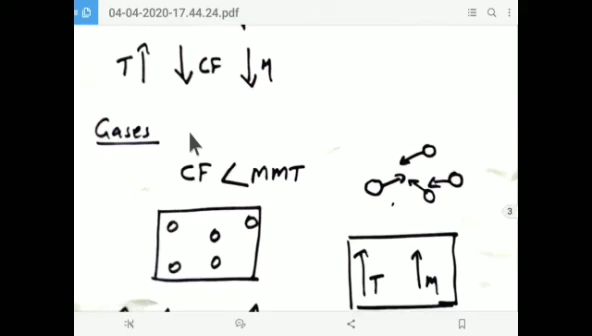 04-04-2020-17.44.24.pdf
T↑ ↓CF ↓η
Gases
CF < MMT
3
↑T ↑η